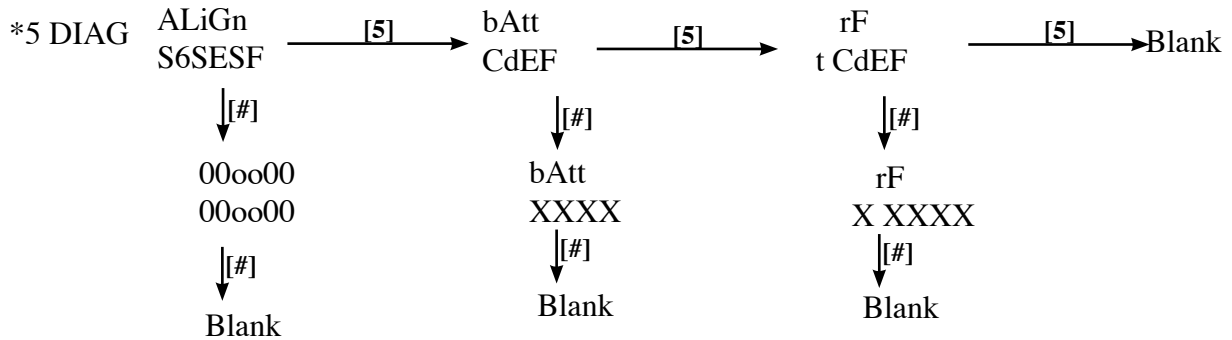 *5 DIAG ALiGn [5] bAtt [5] rF [5] Blank
S6SESF CdEF t CdEF
[#] [#] [#]
00oo00 bAtt rF
00oo00 XXXX X XXXX
[#] [#] [#]
Blank Blank Blank